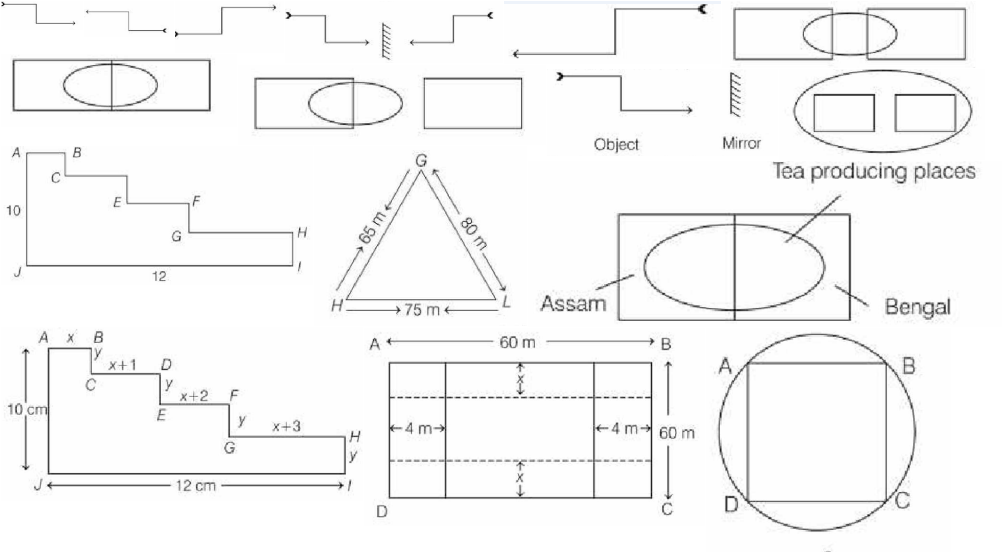 Object
Mirror
Tea producing places
Assam
Bengal
A
B
C
10
E
F
G
H
J
12
I
G
65 m
80 m
H
75 m
L
A
x
B
y
x+1
D
C
y
x+2
F
10 cm
E
y
x+3
G
H
y
J
12 cm
I
A
60 m
B
x
4 m
4 m
60 m
x
D
C
A
B
D
C